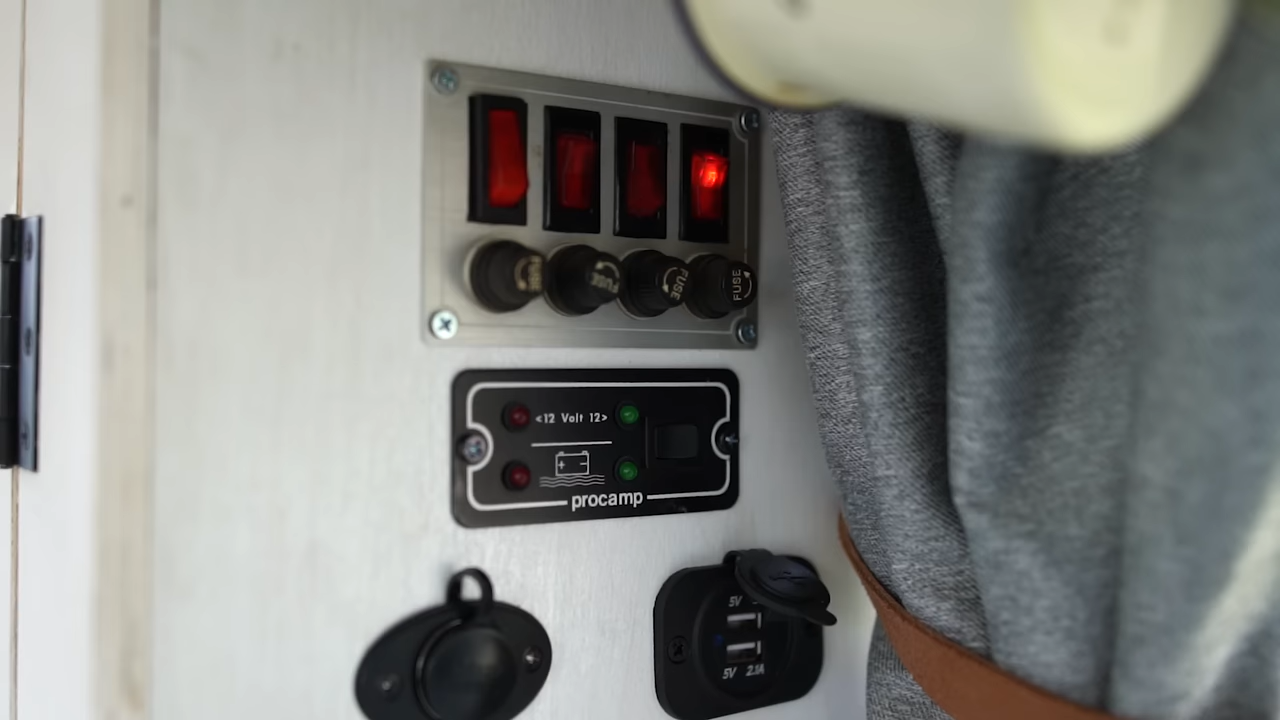 FUSE
FUSE
FUSE
FUSE
<12 Volt 12>
+ -
procamp
5V
5V 2.1A